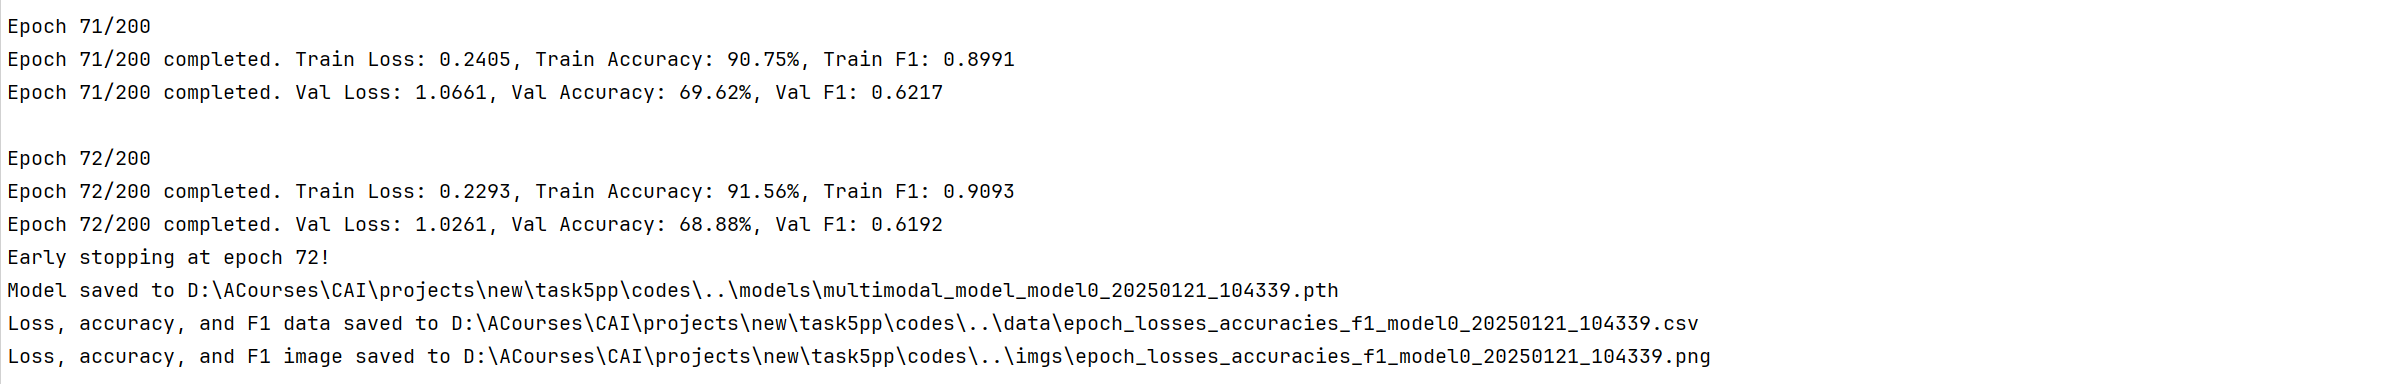 Epoch 71/200
Epoch 71/200 completed. Train Loss: 0.2405, Train Accuracy: 90.75%, Train F1: 0.8991
Epoch 71/200 completed. Val Loss: 1.0661, Val Accuracy: 69.62%, Val F1: 0.6217
Epoch 72/200
Epoch 72/200 completed. Train Loss: 0.2293, Train Accuracy: 91.56%, Train F1: 0.9093
Epoch 72/200 completed. Val Loss: 1.0261, Val Accuracy: 68.88%, Val F1: 0.6192
Early stopping at epoch 72!
Model saved to D:\ACourses\CAI\projects\new\task5pp\codes\..\models\multimodal_model_model0_20250121_104339.pth
Loss, accuracy, and F1 data saved to D:\ACourses\CAI\projects\new\task5pp\codes\..\data\epoch_losses_accuracies_f1_model0_20250121_104339.csv
Loss, accuracy, and F1 image saved to D:\ACourses\CAI\projects\new\task5pp\codes\..\imgs\epoch_losses_accuracies_f1_model0_20250121_104339.png